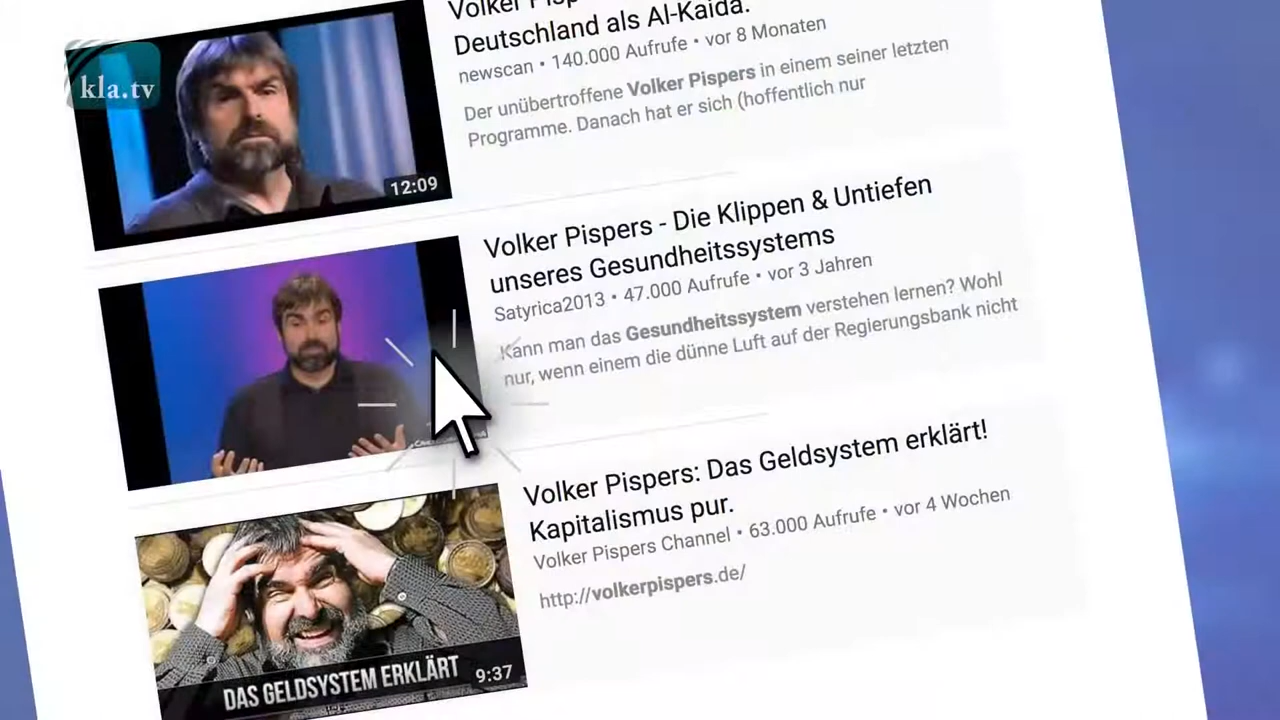 kla.tv
Volker
Deutschland als Al-Kaida.
newscan • 140.000 Aufrufe • vor 8 Monaten
Der unübertroffene Volker Pispers in einem seiner letzten
Programme. Danach hat er sich (hoffentlich nur
12:09
Volker Pispers - Die Klippen & Untiefen
unseres Gesundheitssystems
Satyrica2013 • 47.000 Aufrufe • vor 3 Jahren
Kann man das Gesundheitssystem verstehen lernen? Wohl
nur, wenn einem die dünne Luft auf der Regierungsbank nicht
Volker Pispers: Das Geldsystem erklärt!
Kapitalismus pur.
Volker Pispers Channel • 63.000 Aufrufe • vor 4 Wochen
http://volkerpispers.de/
DAS GELDSYSTEM ERKLÄRT
9:37